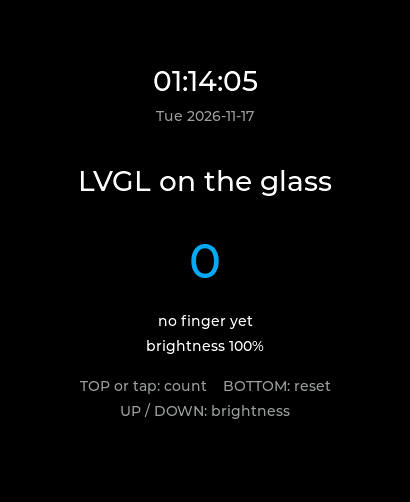 01:14:05
Tue 2026-11-17
LVGL on the glass
0
no finger yet
brightness 100%
TOP or tap: count    BOTTOM: reset
UP / DOWN: brightness